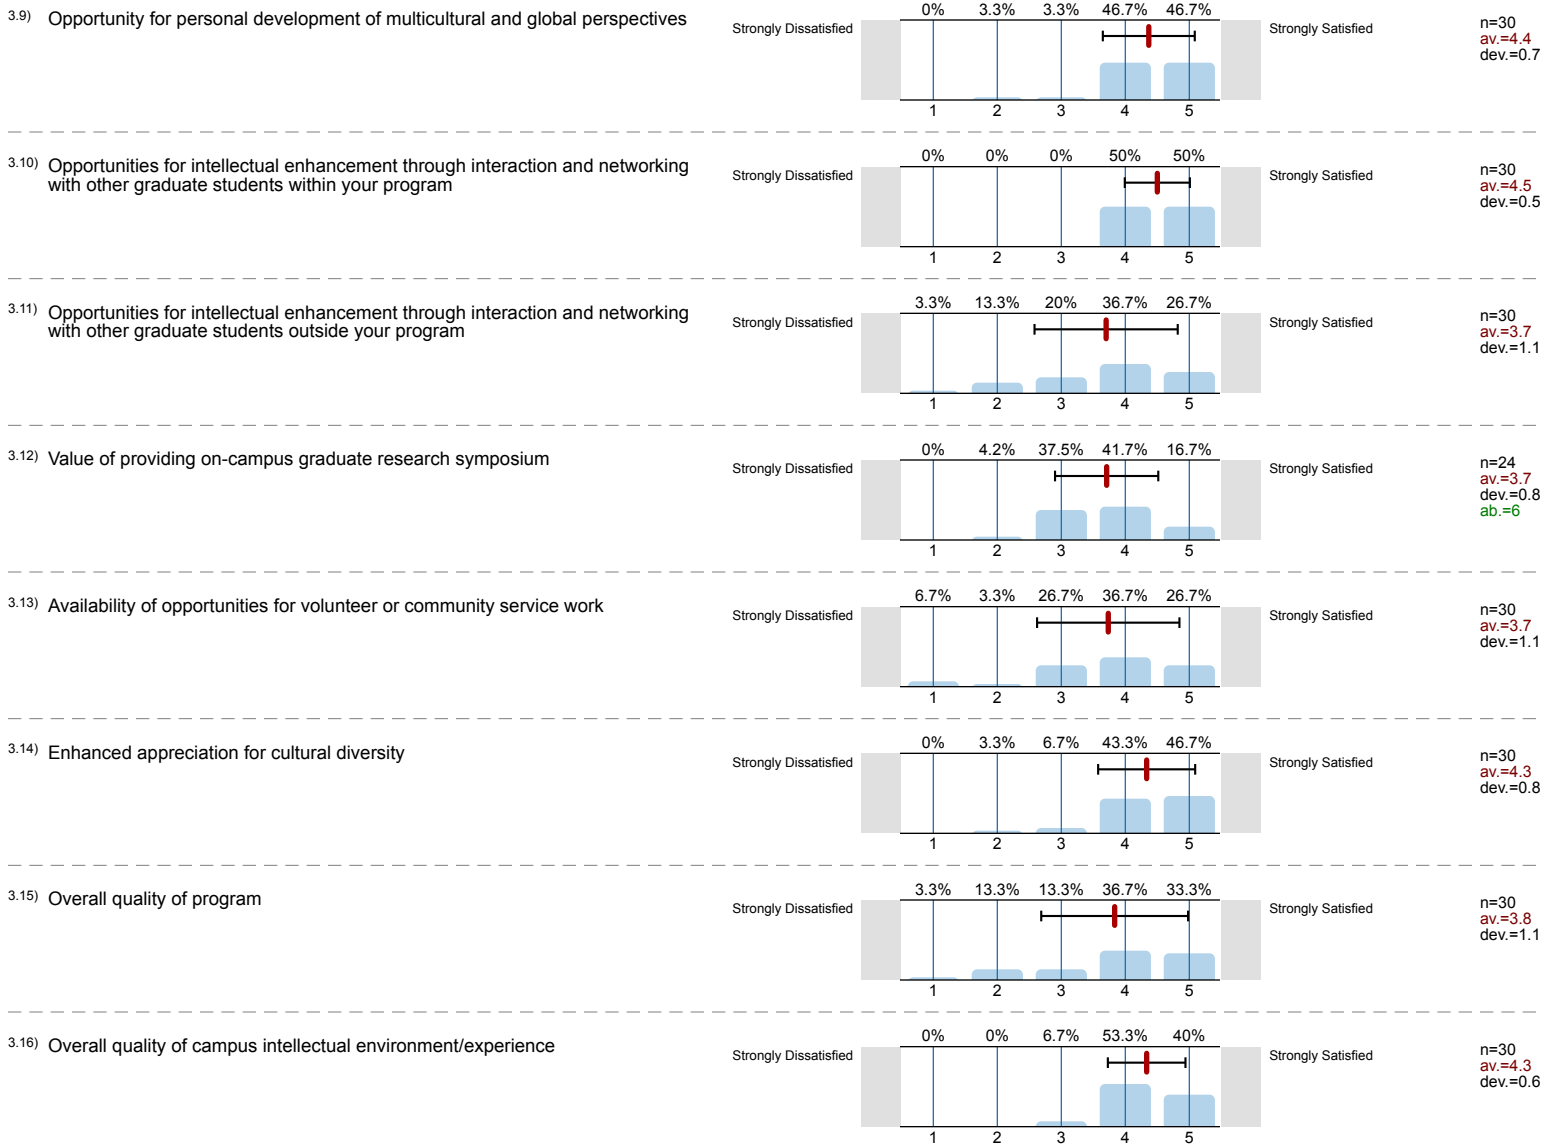 3.9) Opportunity for personal development of multicultural and global perspectives
0% 3.3% 3.3% 46.7% 46.7%
Strongly Dissatisfied Strongly Satisfied
n=30
av.=4.4
dev.=0.7
1 2 3 4 5
3.10) Opportunities for intellectual enhancement through interaction and networking
with other graduate students within your program
0% 0% 0% 50% 50%
Strongly Dissatisfied Strongly Satisfied
n=30
av.=4.5
dev.=0.5
1 2 3 4 5
3.11) Opportunities for intellectual enhancement through interaction and networking
with other graduate students outside your program
3.3% 13.3% 20% 36.7% 26.7%
Strongly Dissatisfied Strongly Satisfied
n=30
av.=3.7
dev.=1.1
1 2 3 4 5
3.12) Value of providing on-campus graduate research symposium
0% 4.2% 37.5% 41.7% 16.7%
Strongly Dissatisfied Strongly Satisfied
n=24
av.=3.7
dev.=0.8
ab.=6
1 2 3 4 5
3.13) Availability of opportunities for volunteer or community service work
6.7% 3.3% 26.7% 36.7% 26.7%
Strongly Dissatisfied Strongly Satisfied
n=30
av.=3.7
dev.=1.1
1 2 3 4 5
3.14) Enhanced appreciation for cultural diversity
0% 3.3% 6.7% 43.3% 46.7%
Strongly Dissatisfied Strongly Satisfied
n=30
av.=4.3
dev.=0.8
1 2 3 4 5
3.15) Overall quality of program
3.3% 13.3% 13.3% 36.7% 33.3%
Strongly Dissatisfied Strongly Satisfied
n=30
av.=3.8
dev.=1.1
1 2 3 4 5
3.16) Overall quality of campus intellectual environment/experience
0% 0% 6.7% 53.3% 40%
Strongly Dissatisfied Strongly Satisfied
n=30
av.=4.3
dev.=0.6
1 2 3 4 5